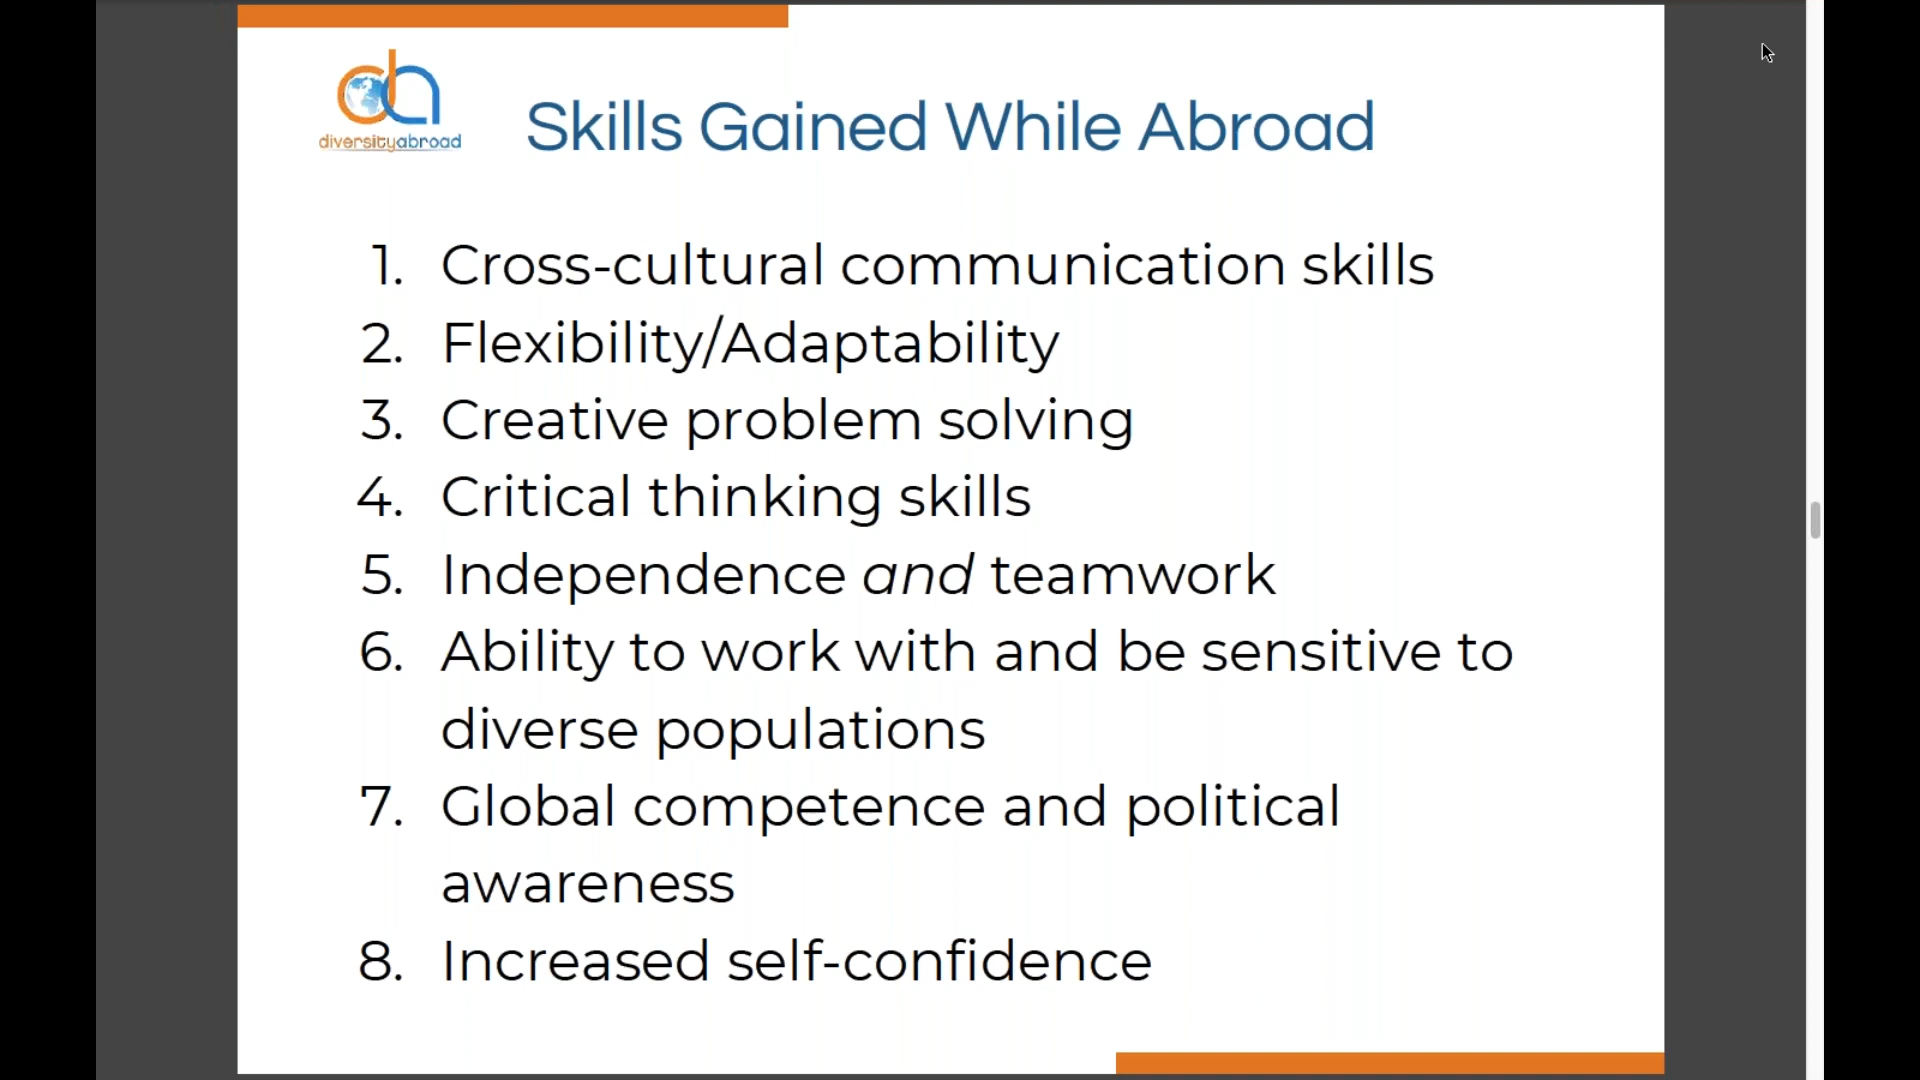 diversityabroad
Skills Gained While Abroad
1. Cross-cultural communication skills
2. Flexibility/Adaptability
3. Creative problem solving
4. Critical thinking skills
5. Independence and teamwork
6. Ability to work with and be sensitive to
diverse populations
7. Global competence and political
awareness
8. Increased self-confidence